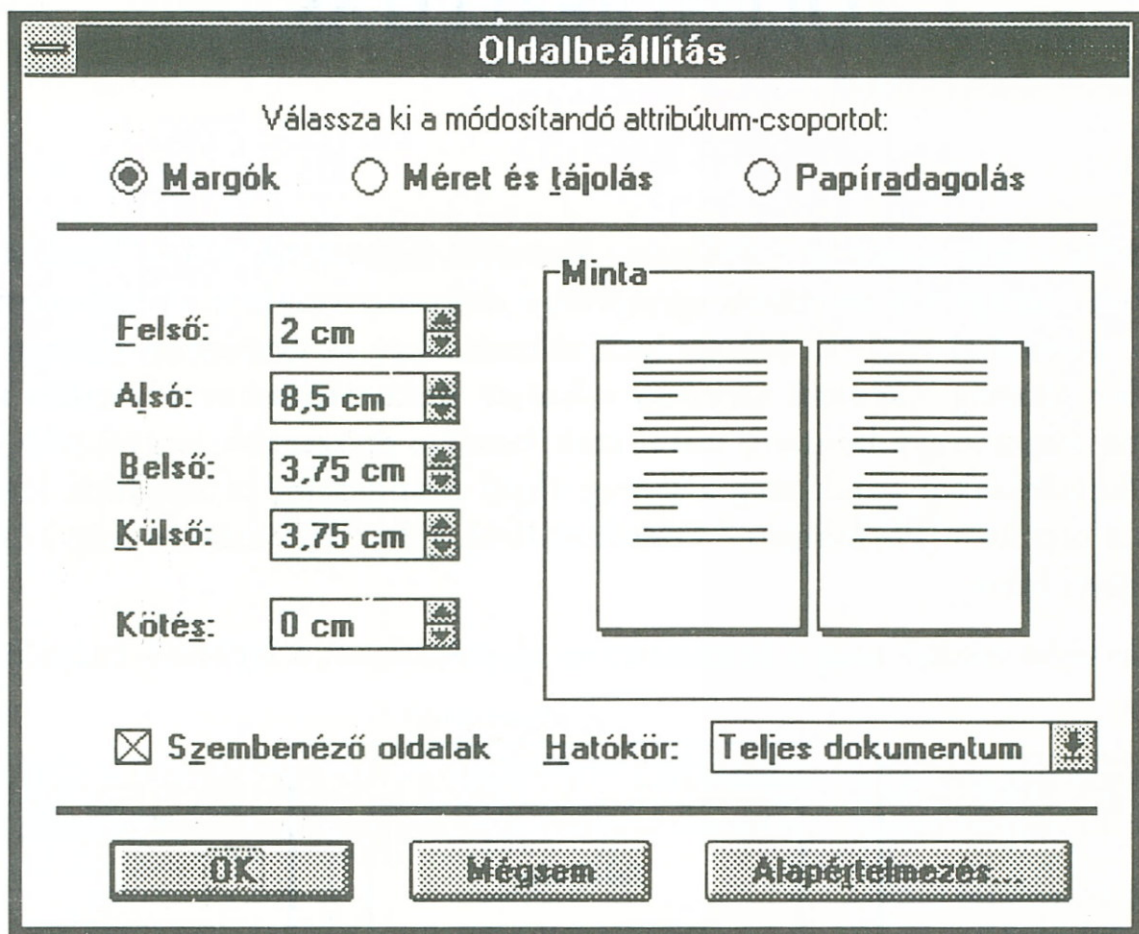 Oldalbeállítás
Válassza ki a módosítandó attribútum-csoportot:
Margók Méret és tájolás Papíradagolás
Minta
Felső: 2 cm
Alsó: 8,5 cm
Belső: 3,75 cm
Külső: 3,75 cm
Kötés: 0 cm
Szembenéző oldalak Hatókör: Teljes dokumentum
OK Mégsem Alapértelmezés...